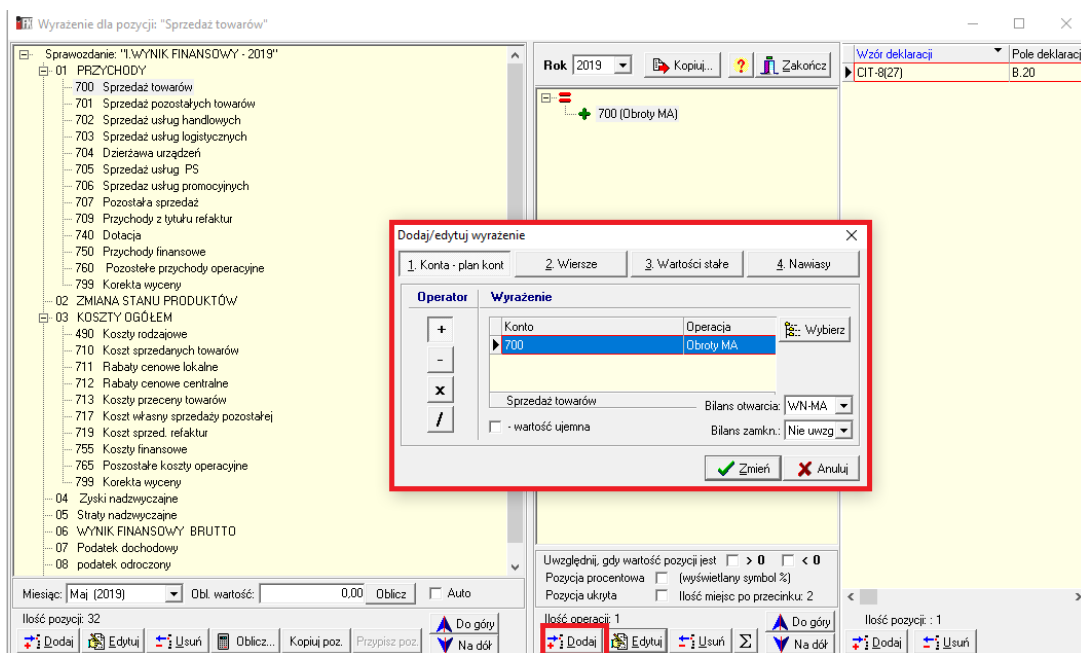 Wyrażenie dla pozycji: "Sprzedaż towarów"
Sprawozdanie: "I.WYNIK FINANSOWY - 2019"
01 PRZYCHODY
700 Sprzedaż towarów
701 Sprzedaż pozostałych towarów
702 Sprzedaż usług handlowych
703 Sprzedaż usług logistycznych
704 Dzierżawa urządzeń
705 Sprzedaż usług PS
706 Sprzedaz usług promocyjnych
707 Pozostała sprzedaż
709 Przychody z tytułu refaktur
740 Dotacja
750 Przychody finansowe
760 Pozostełe przychody operacyjne
799 Korekta wyceny
02 ZMIANA STANU PRODUKTÓW
03 KOSZTY OGÓŁEM
490 Koszty rodzajowe
710 Koszt sprzedanych towarów
711 Rabaty cenowe lokalne
712 Rabaty cenowe centralne
713 Koszty przeceny towarów
717 Koszt własny sprzedaży pozostałej
719 Koszt sprzed. refaktur
755 Koszty finansowe
765 Poszostałe koszty operacyjne
799 Korekta wyceny
04 Zyski nadzwyczajne
05 Straty nadzwyczajne
06 WYNIK FINANSOWY BRUTTO
07 Podatek dochodowy
08 podatek odroczony
Miesiąc: Maj (2019) Obl. wartość: 0,00 Oblicz Auto
Ilość pozycji: 32
Dodaj Edytuj Usuń Oblicz... Kopiuj poz. Przypisz poz. Do góry Na dół
Rok 2019 Kopiuj... ? Zakończ
700 (Obroty MA)
Dodaj/edytuj wyrażenie
1. Konta - plan kont 2. Wiersze 3. Wartości stałe 4. Nawiasy
Operator Wyrażenie
+ - x /
Konto Operacja Wybierz
700 Obroty MA
Sprzedaż towarów
Bilans otwarcia: WN-MA
- wartość ujemna
Bilans zamkn.: Nie uwzg
Zmień Anuluj
Uwzględnij, gdy wartość pozycji jest > 0 < 0
Pozycja procentowa (wyświetlany symbol %)
Pozycja ukryta Ilość miejsc po przecinku: 2
Ilość operacji: 1
Dodaj Edytuj Usuń Σ Do góry Na dół
Wzór deklaracji Pole deklaracj
CIT-8(27) B.20
Ilość pozycji: : 1
Dodaj Usuń